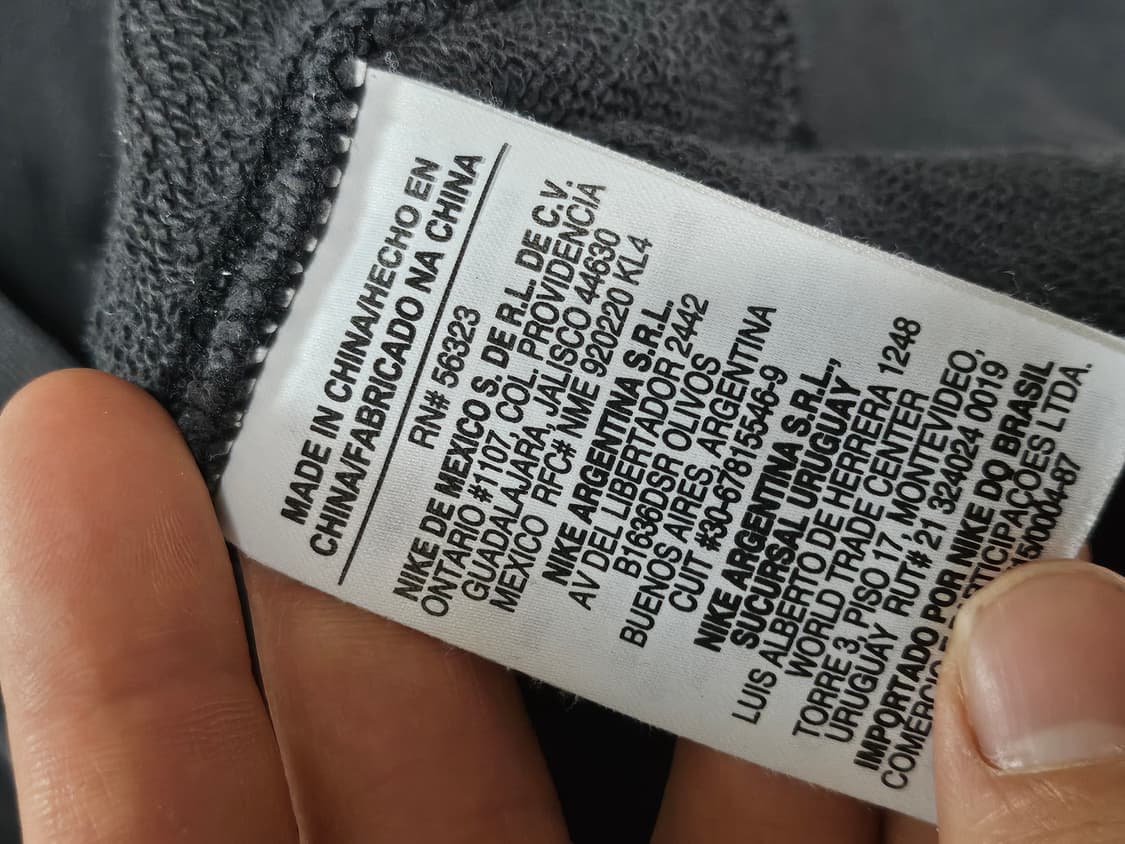 MADE IN CHINA/HECHO EN
CHINA/FABRICADO NA CHINA
RN# 56323
NIKE DE MEXICO S. DE R.L. DE C.V.
ONTARIO #1107, COL. PROVIDENCIA
GUADALAJARA, JALISCO 44630
MEXICO RFC# NME 920220 KL4
NIKE ARGENTINA S.R.L.
AV DEL LIBERTADOR 2442
B1636DSR OLIVOS
BUENOS AIRES, ARGENTINA
CUIT #30-67815546-9
NIKE ARGENTINA S.R.L.,
SUCURSAL URUGUAY
LUIS ALBERTO DE HERRERA 1248
WORLD TRADE CENTER
TORRE 3, PISO 17, MONTEVIDEO,
URUGUAY RUT# 21 324024 0019,
IMPORTADO POR NIKE DO BRASIL
LTDA.